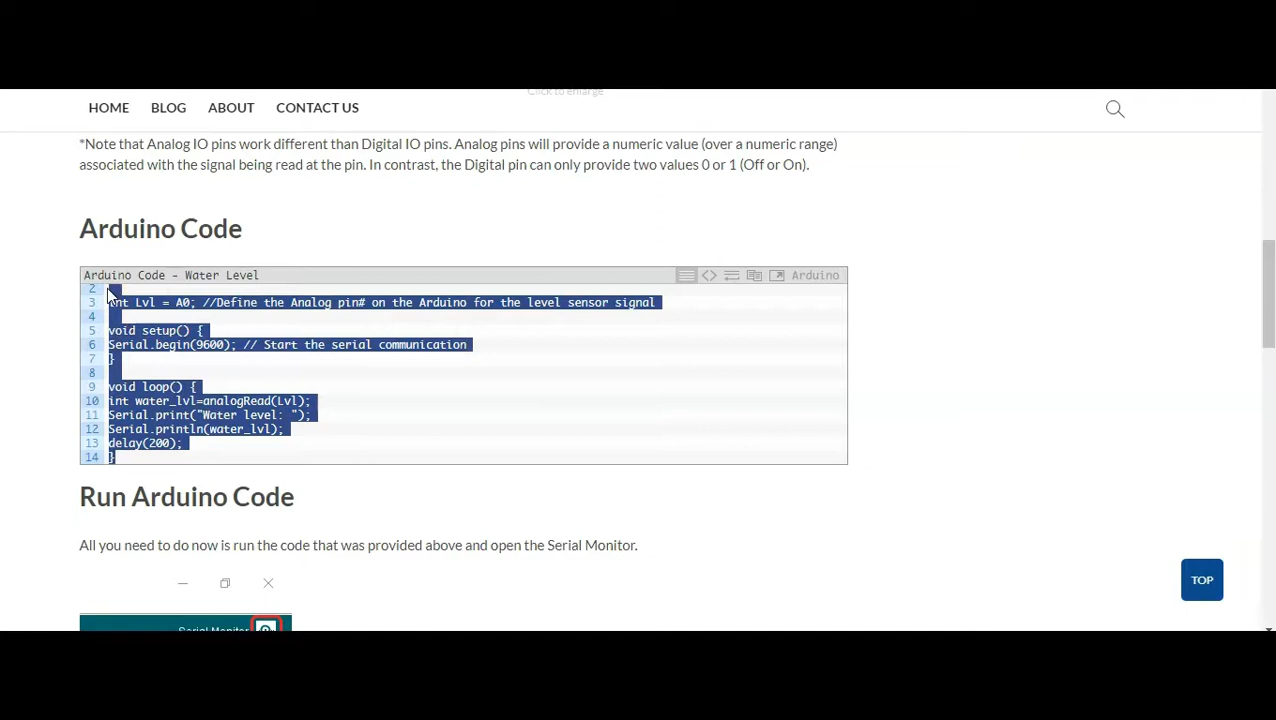 Click to enlarge
HOME BLOG ABOUT CONTACT US
*Note that Analog IO pins work different than Digital IO pins. Analog pins will provide a numeric value (over a numeric range)
associated with the signal being read at the pin. In contrast, the Digital pin can only provide two values 0 or 1 (Off or On).
Arduino Code
Arduino Code - Water Level Arduino
2
3 int Lvl = A0; //Define the Analog pin# on the Arduino for the level sensor signal
4
5 void setup() {
6 Serial.begin(9600); // Start the serial communication
7 }
8
9 void loop() {
10 int water_lvl=analogRead(Lvl);
11 Serial.print("Water level: ");
12 Serial.println(water_lvl);
13 delay(200);
14 }
Run Arduino Code
All you need to do now is run the code that was provided above and open the Serial Monitor.
TOP
Serial Monitor